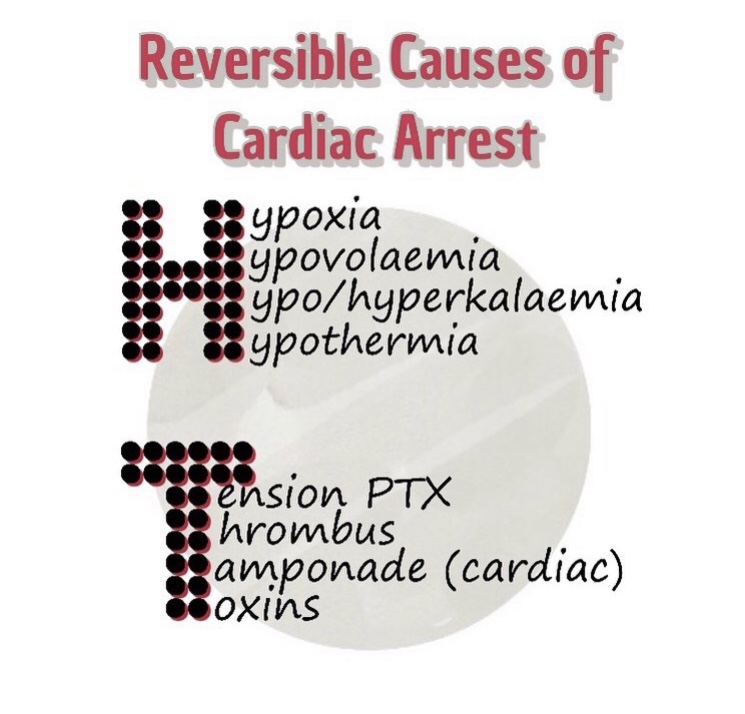 Reversible Causes of
Cardiac Arrest
Hypoxia
Hypovolaemia
Hypo/hyperkalaemia
Hypothermia
Tension PTX
Thrombus
Tamponade (cardiac)
Toxins